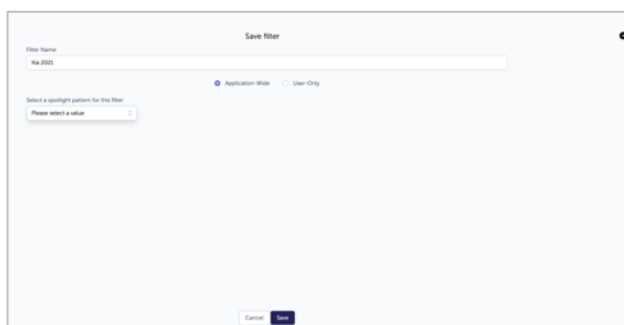 Save filter
Filter Name
Kia 2021
Application-Wide User-Only
Select a spotlight pattern for this filter
Please select a value
Cancel Save